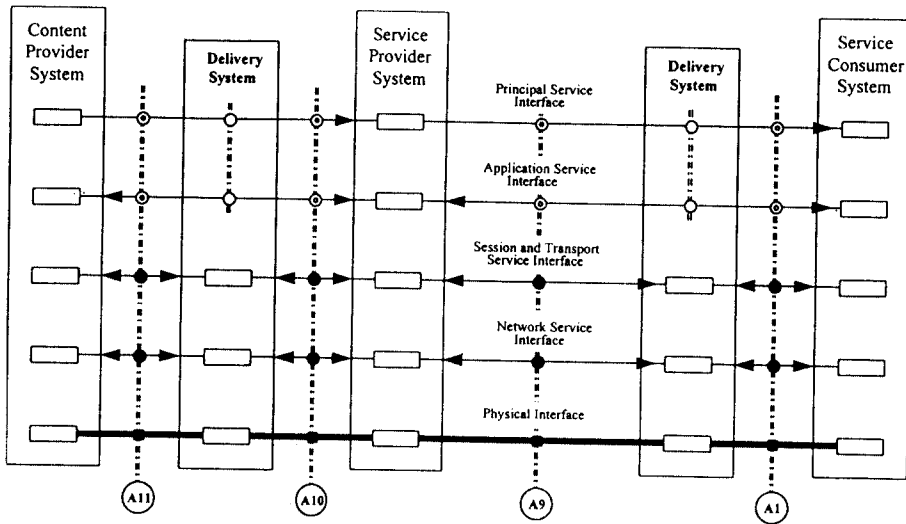 Content
Provider
System
Delivery
System
Service
Provider
System
Delivery
System
Service
Consumer
System
Principal Service
Interface
Application Service
Interface
Session and Transport
Service Interface
Network Service
Interface
Physical Interface
A11
A10
A9
A1